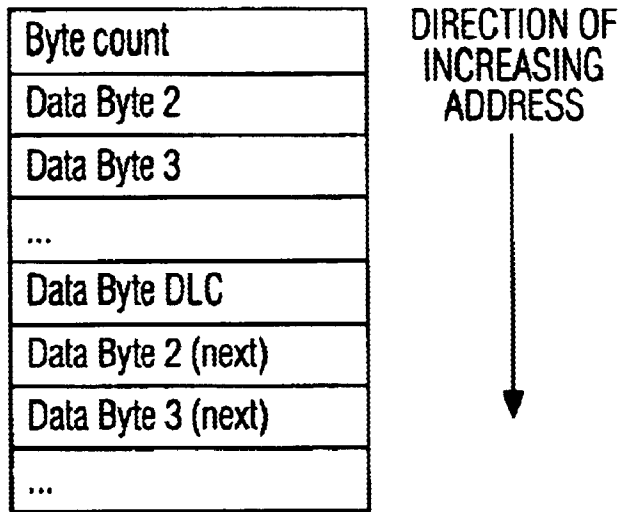 Byte count
Data Byte 2
Data Byte 3
...
Data Byte DLC
Data Byte 2 (next)
Data Byte 3 (next)
...
DIRECTION OF
INCREASING
ADDRESS